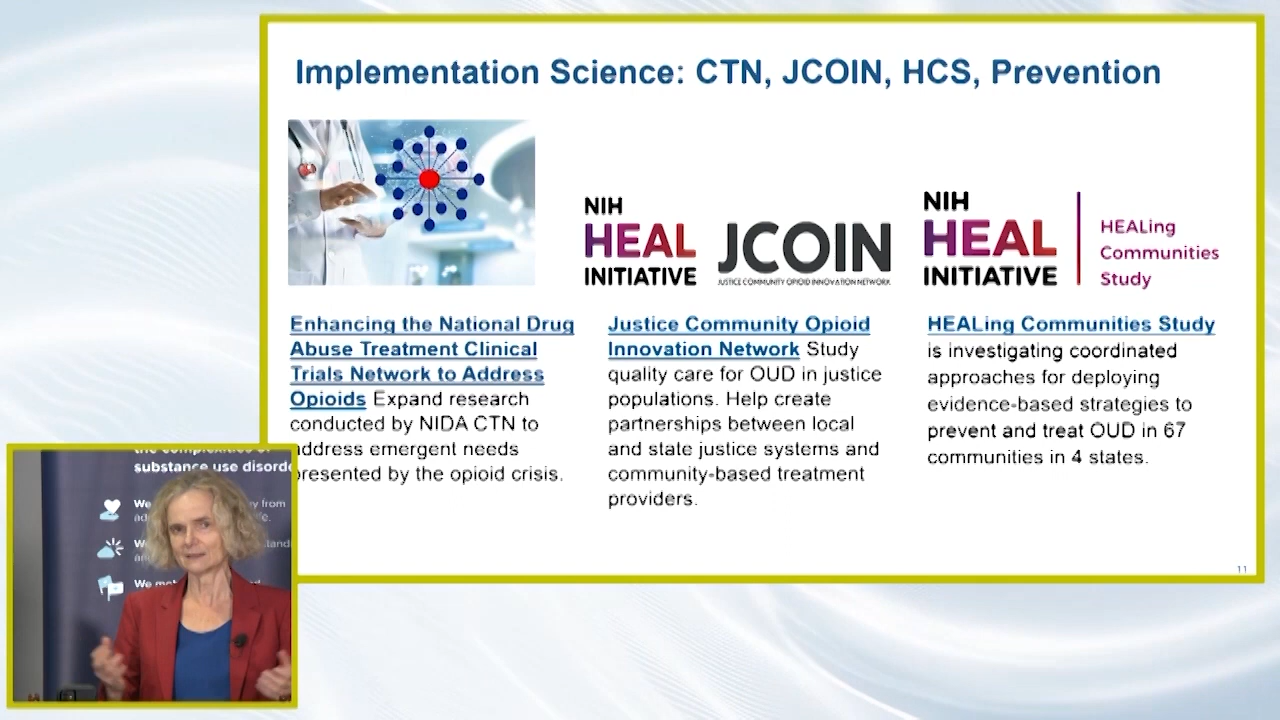 Implementation Science: CTN, JCOIN, HCS, Prevention
NIH
HEAL
INITIATIVE
JCOIN
JUSTICE COMMUNITY OPIOID INNOVATION NETWORK
NIH
HEAL
INITIATIVE
HEALing
Communities
Study
Enhancing the National Drug
Abuse Treatment Clinical
Trials Network to Address
Opioids Expand research
conducted by NIDA CTN to
address emergent needs
presented by the opioid crisis.
Justice Community Opioid
Innovation Network Study
quality care for OUD in justice
populations. Help create
partnerships between local
and state justice systems and
community-based treatment
providers.
HEALing Communities Study
is investigating coordinated
approaches for deploying
evidence-based strategies to
prevent and treat OUD in 67
communities in 4 states.
11
the complexities of
substance use disorde
We
from
We
We